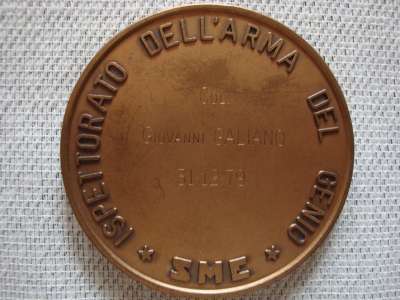 ISPETTORATO DELL'ARMA DEL GENIO
Giovanni GALIANO
31·12·79
* SME *